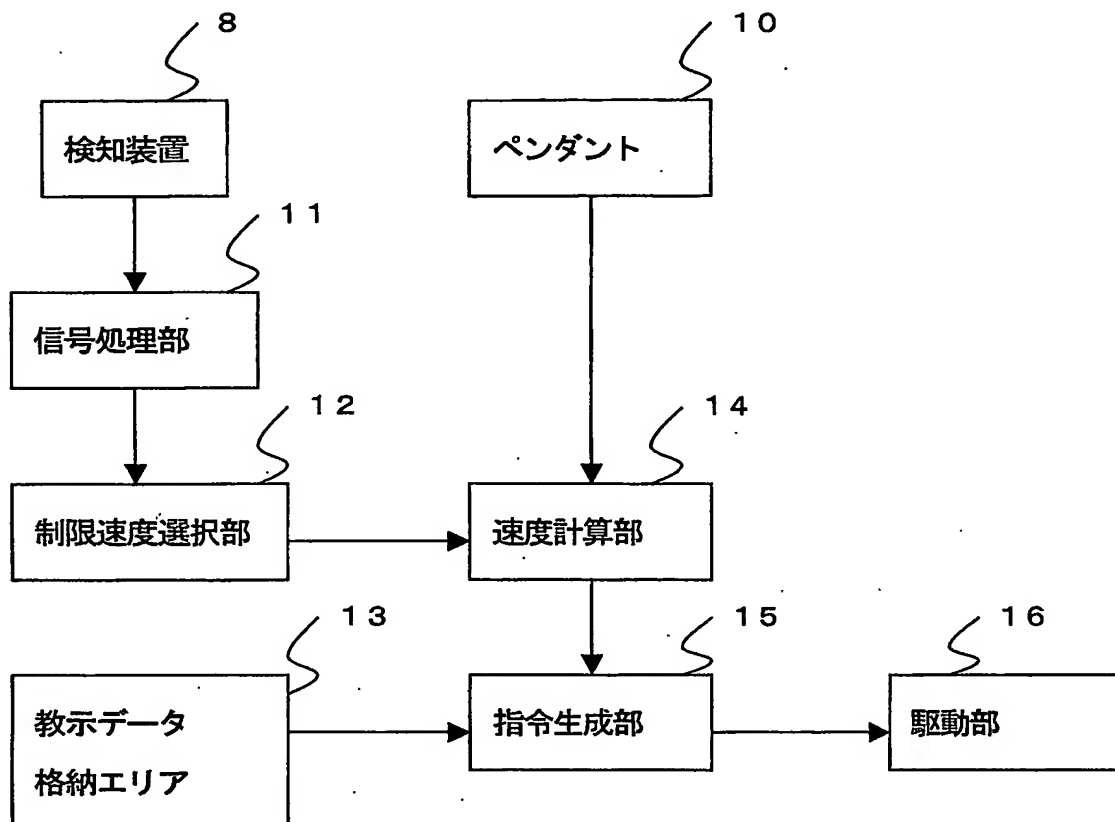 8
10
検知装置
ペンダント
11
信号処理部
12
14
制限速度選択部
速度計算部
13
15
16
教示データ
格納エリア
指令生成部
駆動部